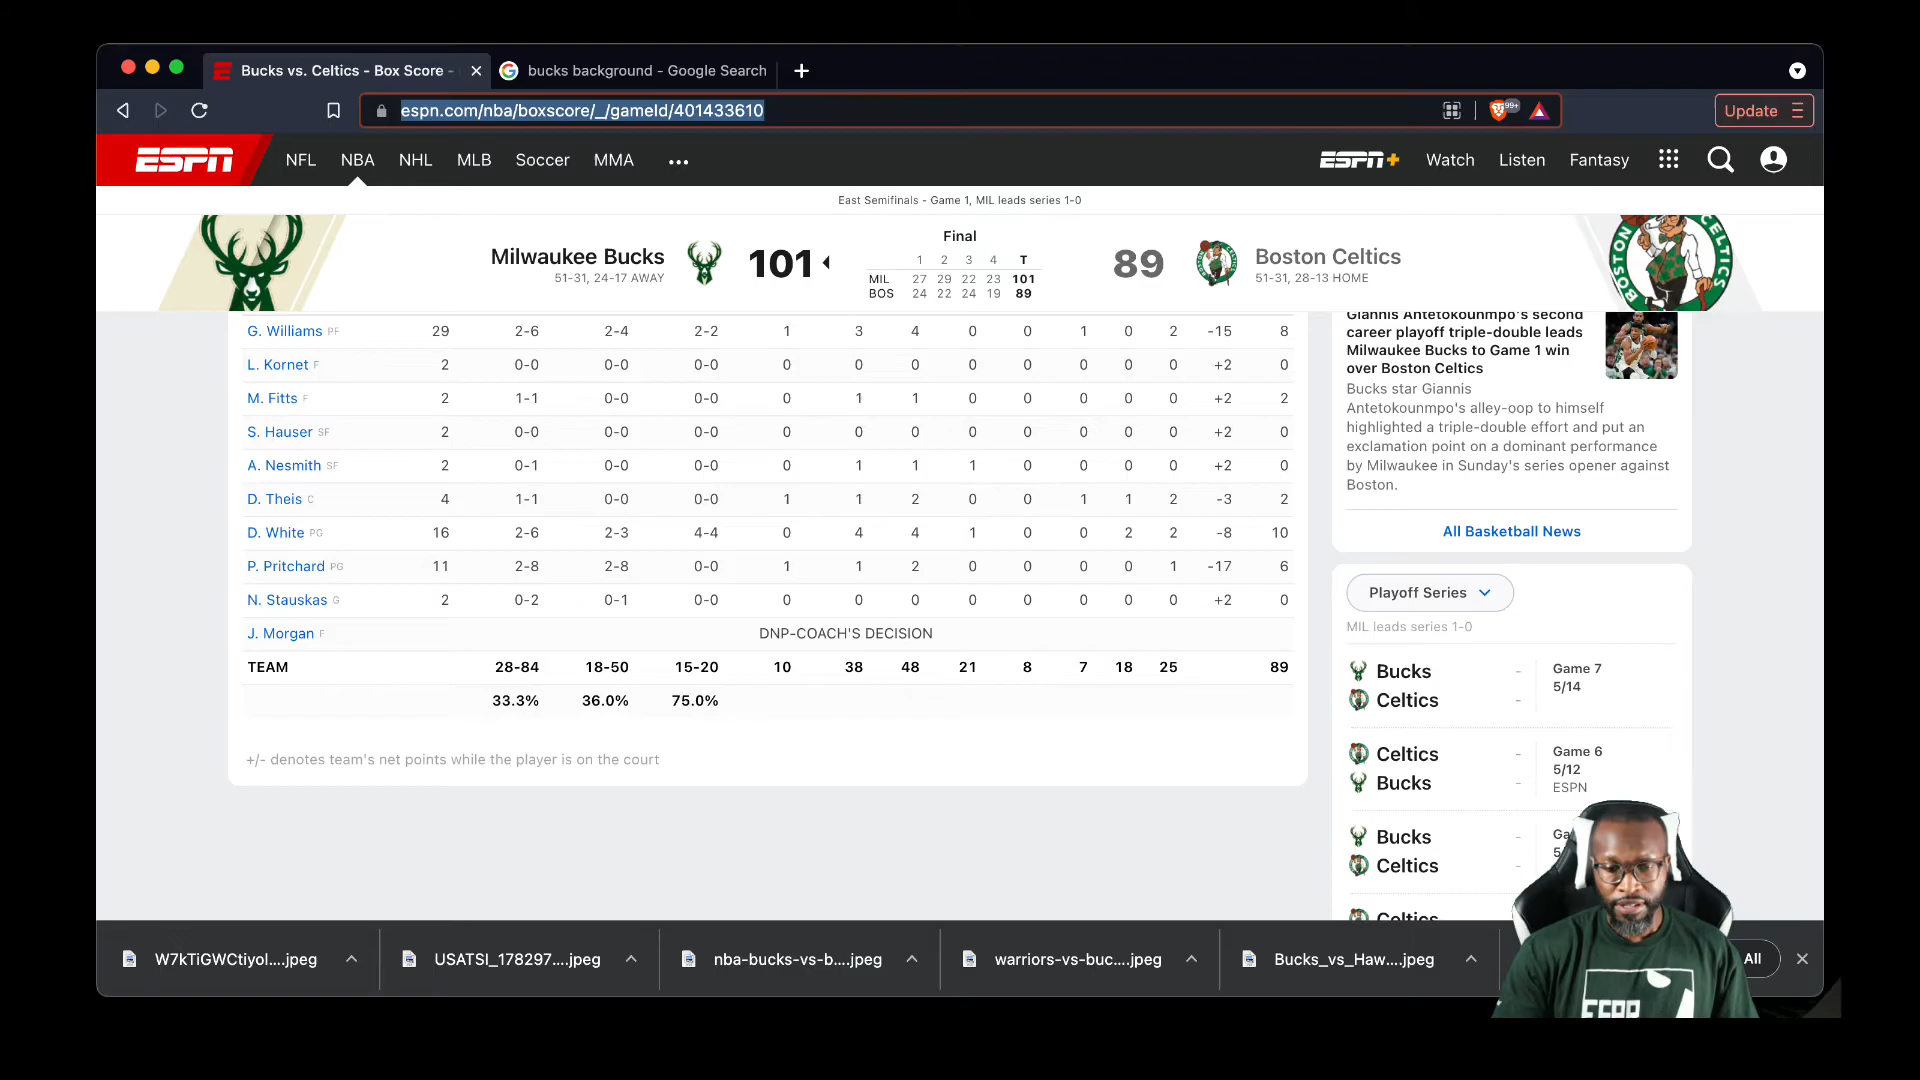 Bucks vs. Celtics - Box Score -
bucks background - Google Search
espn.com/nba/boxscore/_/gameId/401433610
99+
Update
ESPN NFL NBA NHL MLB Soccer MMA ESPN+ Watch Listen Fantasy
East Semifinals - Game 1, MIL leads series 1-0
Milwaukee Bucks
51-31, 24-17 AWAY
101
Final
1 2 3 4 T
MIL 27 29 22 23 101
BOS 24 22 24 19 89
89
Boston Celtics
51-31, 28-13 HOME
BOSTON CELTICS
G. Williams PF 29 2-6 2-4 2-2 1 3 4 0 0 1 0 2 -15 8
L. Kornet F 2 0-0 0-0 0-0 0 0 0 0 0 0 0 0 +2 0
M. Fitts F 2 1-1 0-0 0-0 0 1 1 0 0 0 0 0 +2 2
S. Hauser SF 2 0-0 0-0 0-0 0 0 0 0 0 0 0 0 +2 0
A. Nesmith SF 2 0-1 0-0 0-0 0 1 1 1 0 0 0 0 +2 0
D. Theis C 4 1-1 0-0 0-0 1 1 2 0 0 1 1 2 -3 2
D. White PG 16 2-6 2-3 4-4 0 4 4 1 0 0 2 2 -8 10
P. Pritchard PG 11 2-8 2-8 0-0 1 1 2 0 0 0 0 1 -17 6
N. Stauskas G 2 0-2 0-1 0-0 0 0 0 0 0 0 0 0 +2 0
J. Morgan F DNP-COACH'S DECISION
TEAM 28-84 18-50 15-20 10 38 48 21 8 7 18 25 89
33.3% 36.0% 75.0%
+/- denotes team's net points while the player is on the court
Giannis Antetokounmpo's second
career playoff triple-double leads
Milwaukee Bucks to Game 1 win
over Boston Celtics
Bucks star Giannis
Antetokounmpo's alley-oop to himself
highlighted a triple-double effort and put an
exclamation point on a dominant performance
by Milwaukee in Sunday's series opener against
Boston.
All Basketball News
Playoff Series
MIL leads series 1-0
Bucks - Game 7
Celtics - 5/14
Celtics - Game 6
5/12
Bucks - ESPN
Bucks - Ga
Celtics - 5
Celtics
W7kTiGWCtiyol....jpeg
USATSI_178297....jpeg
nba-bucks-vs-b....jpeg
warriors-vs-buc....jpeg
Bucks_vs_Haw....jpeg
All